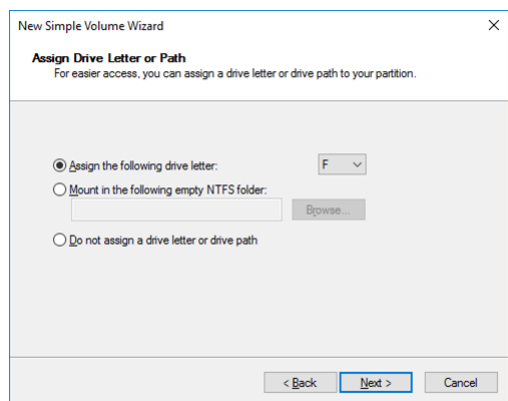 New Simple Volume Wizard
Assign Drive Letter or Path
For easier access, you can assign a drive letter or drive path to your partition.
Assign the following drive letter: F
Mount in the following empty NTFS folder:
Browse...
Do not assign a drive letter or drive path
< Back Next > Cancel